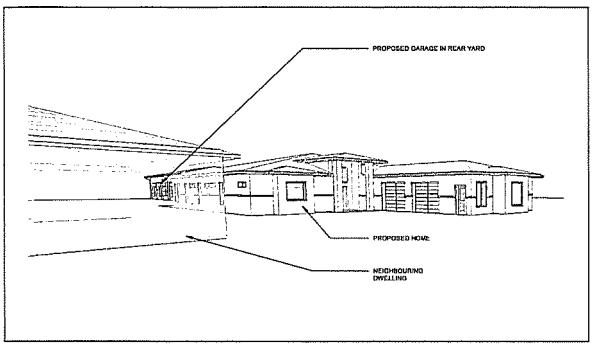 PROPOSED GARAGE IN REAR YARD
PROPOSED HOME
NEIGHBOURING
DWELLING